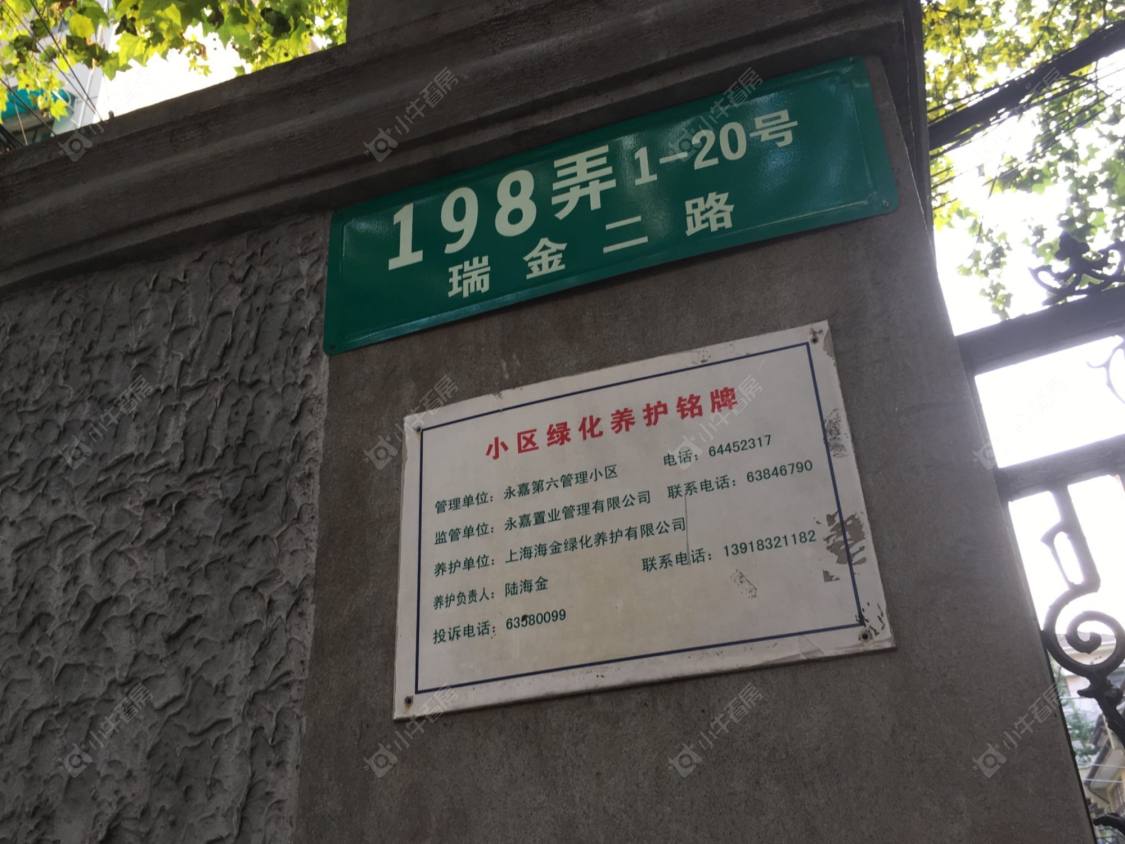 198弄 1-20号
瑞金二路
小区绿化养护铭牌
管理单位：永嘉第六管理小区 电话：64452317
监管单位：永嘉置业管理有限公司 联系电话：63846790
养护单位：上海海金绿化养护有限公司
养护负责人：陆海金 联系电话：13918321182
投诉电话：63580099
小牛看房